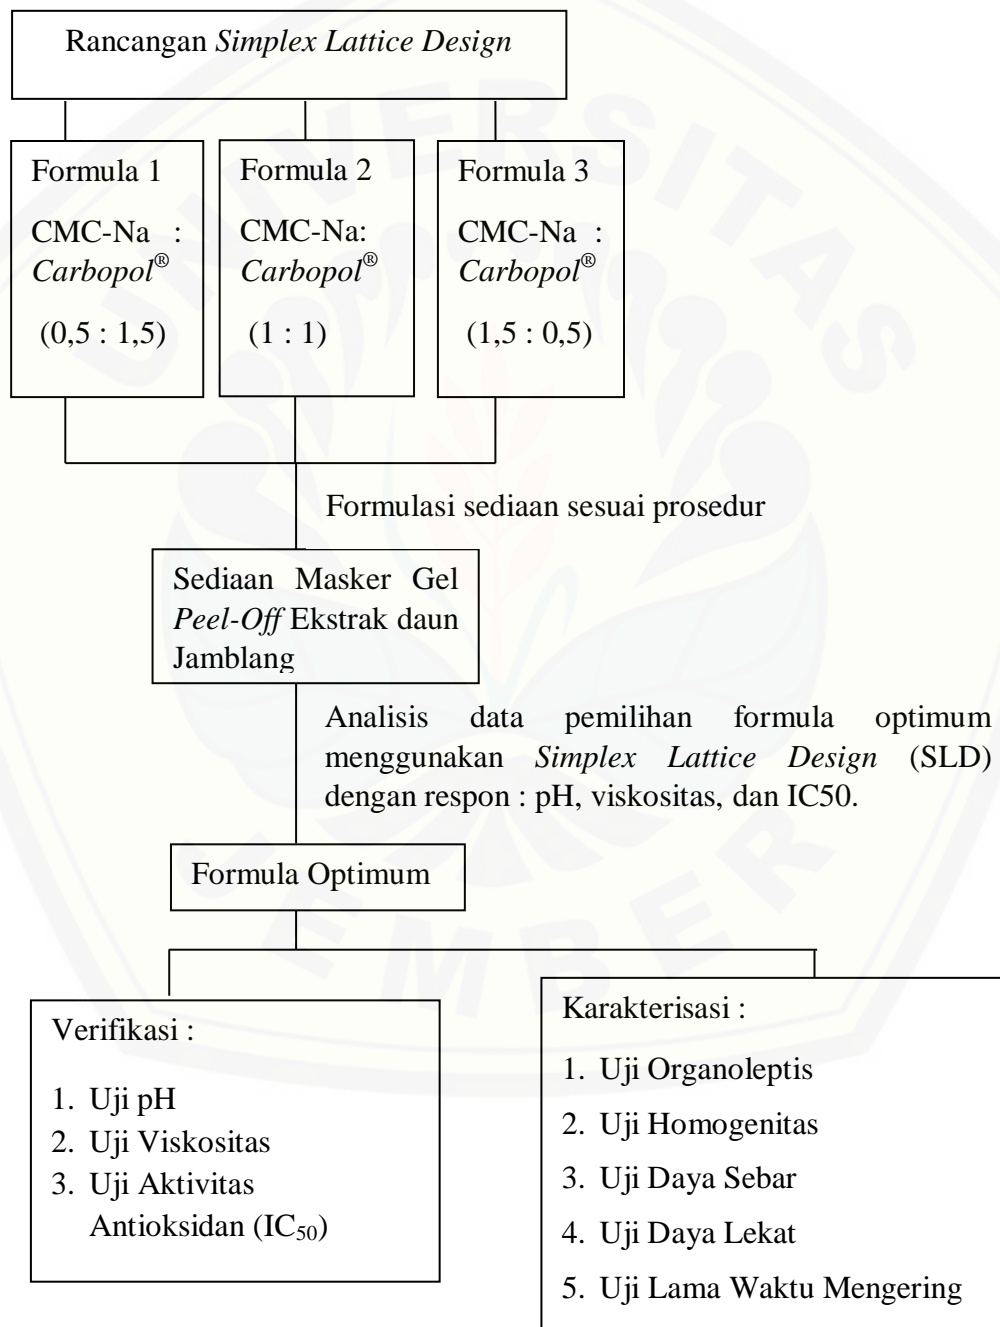 Rancangan Simplex Lattice Design
Formula 1
CMC-Na :
Carbopol®
(0,5 : 1,5)
Formula 2
CMC-Na:
Carbopol®
(1 : 1)
Formula 3
CMC-Na :
Carbopol®
(1,5 : 0,5)
Formulasi sediaan sesuai prosedur
Sediaan Masker Gel
Peel-Off Ekstrak daun
Jamblang
Analisis data pemilihan formula optimum
menggunakan Simplex Lattice Design (SLD)
dengan respon : pH, viskositas, dan IC50.
Formula Optimum
Verifikasi :
1. Uji pH
2. Uji Viskositas
3. Uji Aktivitas
Antioksidan (IC₅₀)
Karakterisasi :
1. Uji Organoleptis
2. Uji Homogenitas
3. Uji Daya Sebar
4. Uji Daya Lekat
5. Uji Lama Waktu Mengering
UNIVERSITAS
JEMBER